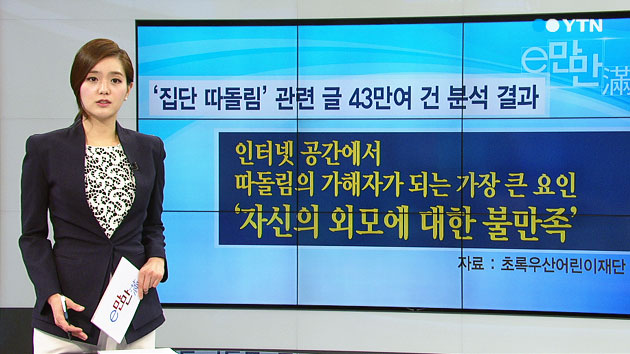 YTN
e만만滿
'집단 따돌림' 관련 글 43만여 건 분석 결과
인터넷 공간에서
따돌림의 가해자가 되는 가장 큰 요인
'자신의 외모에 대한 불만족'
자료 : 초록우산어린이재단
e만만滿